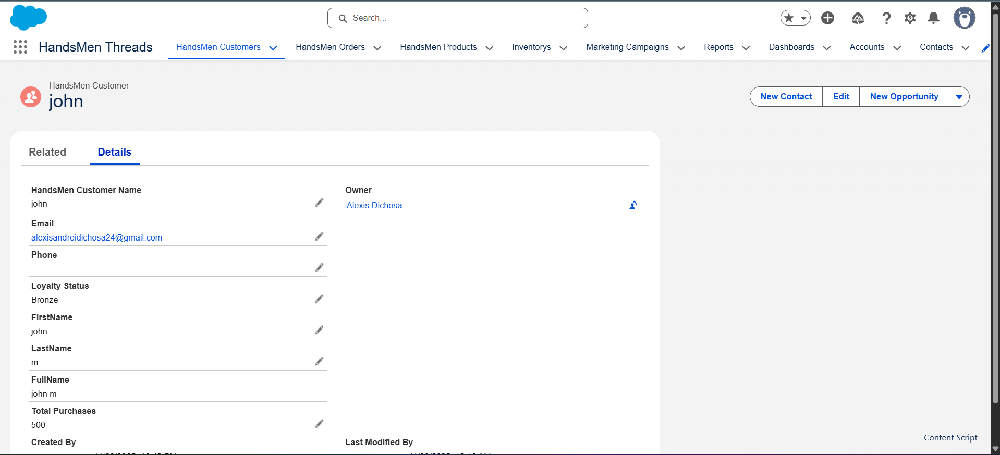 Search...
HandsMen Threads
HandsMen Customers
HandsMen Orders
HandsMen Products
Inventorys
Marketing Campaigns
Reports
Dashboards
Accounts
Contacts
HandsMen Customer
john
New Contact
Edit
New Opportunity
Related
Details
HandsMen Customer Name
john
Owner
Alexis Dichosa
Email
alexisandreidichosa24@gmail.com
Phone
Loyalty Status
Bronze
FirstName
john
LastName
m
FullName
john m
Total Purchases
500
Created By
Last Modified By
Content Script